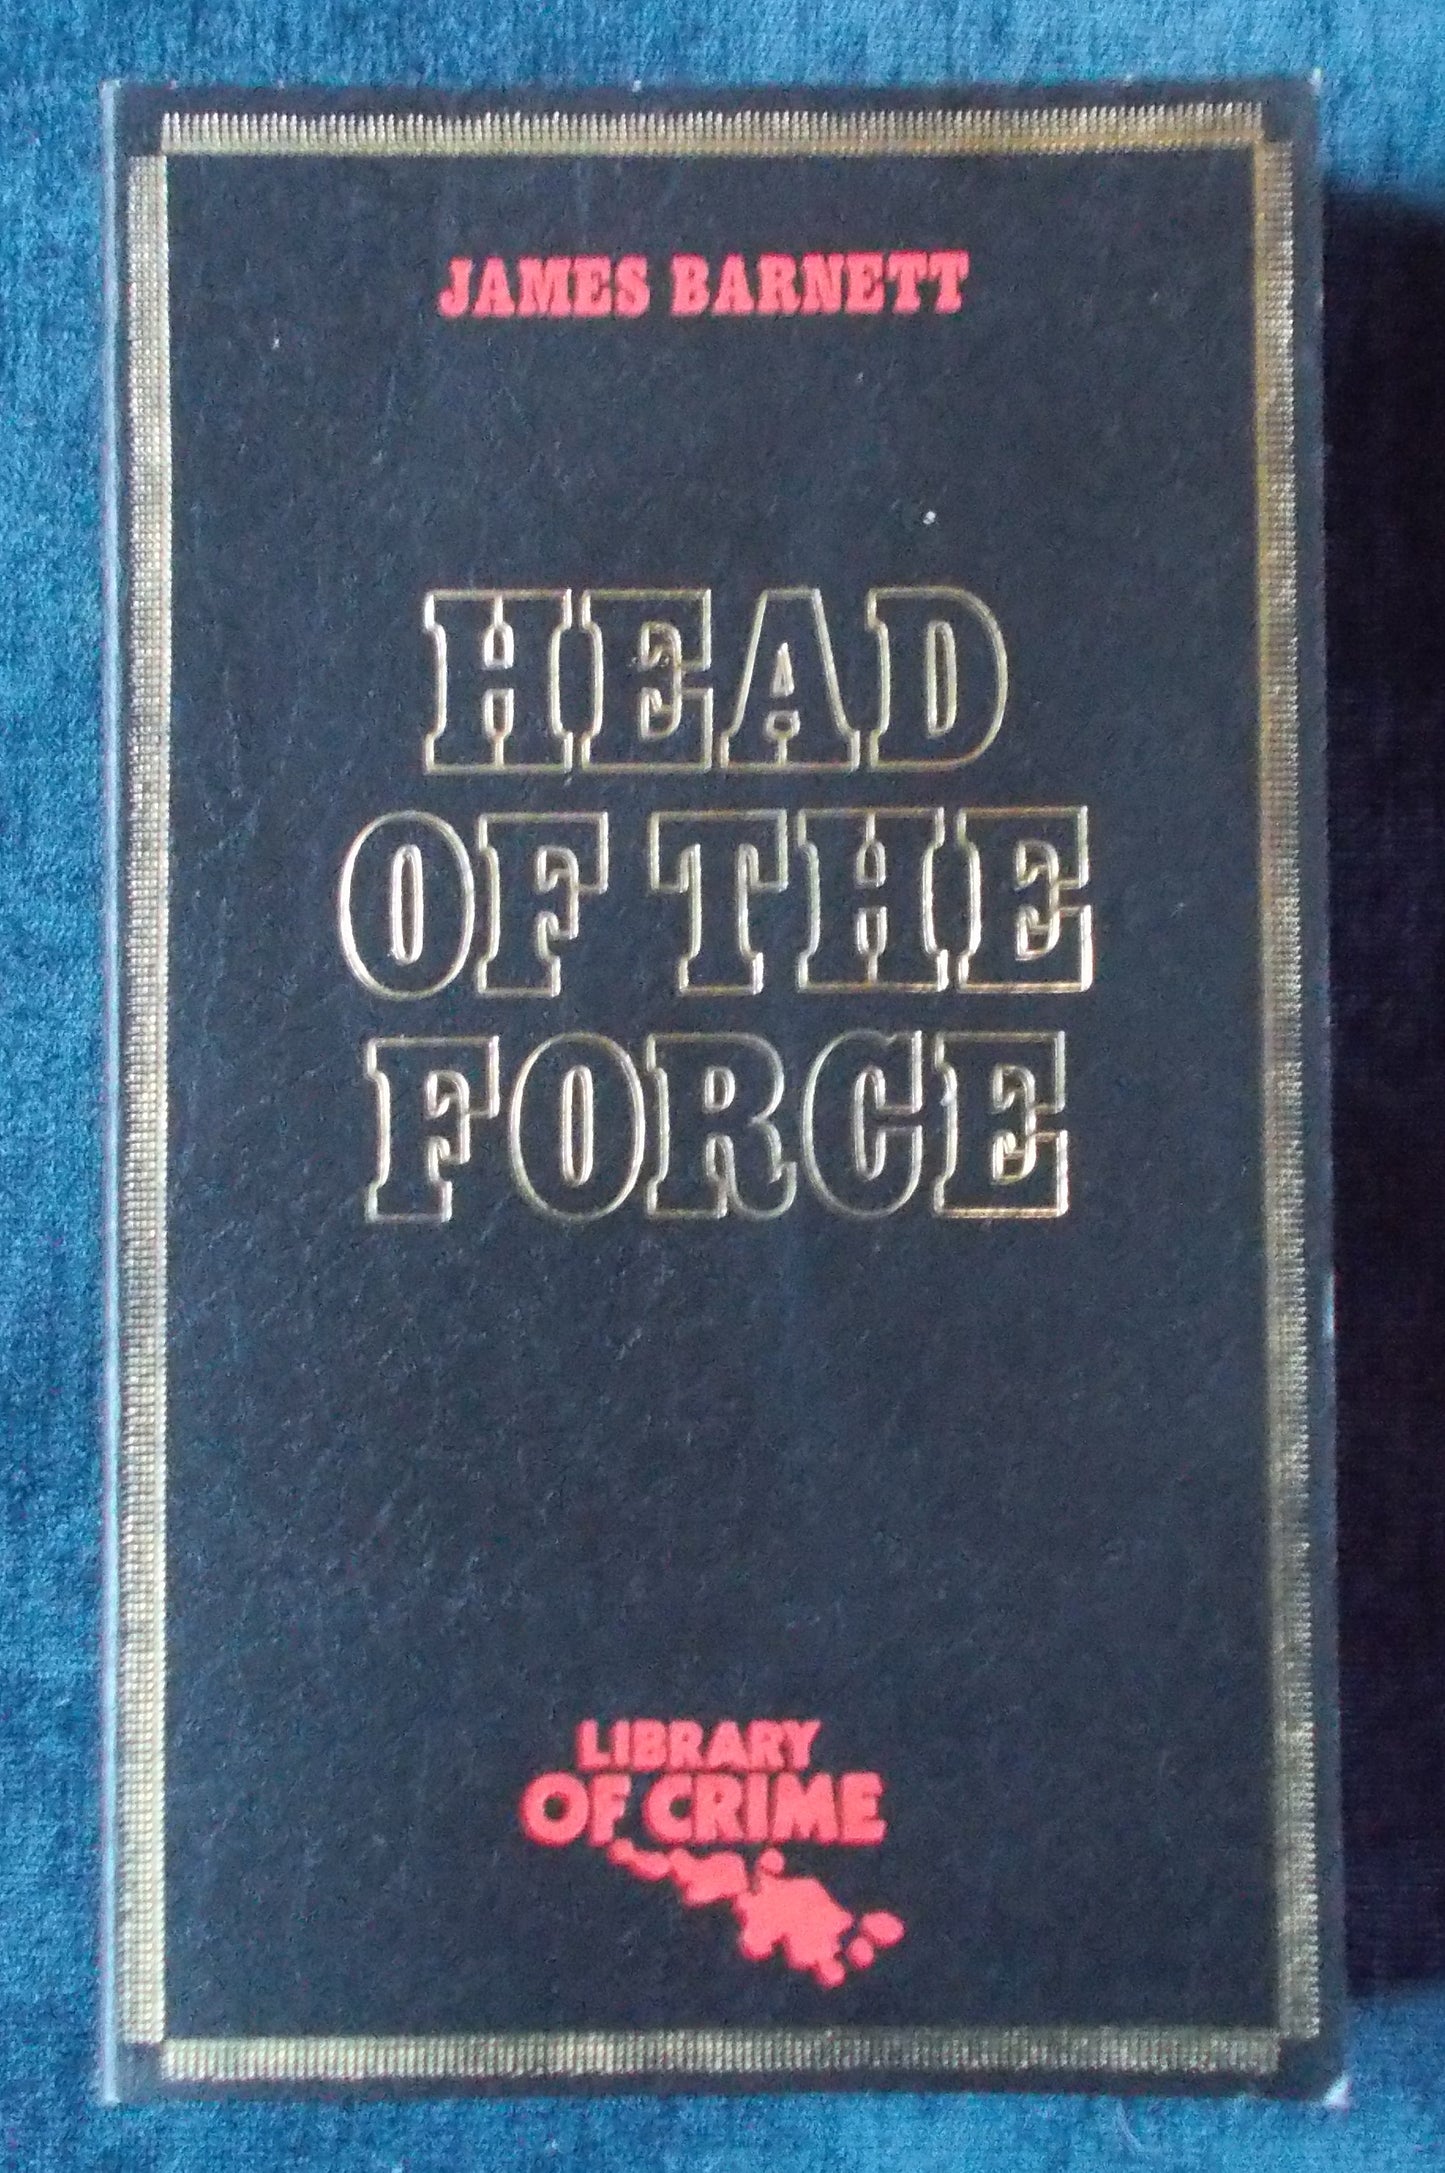 JAMES BARNETT
HEAD
OF THE
FORCE
LIBRARY
OF CRIME